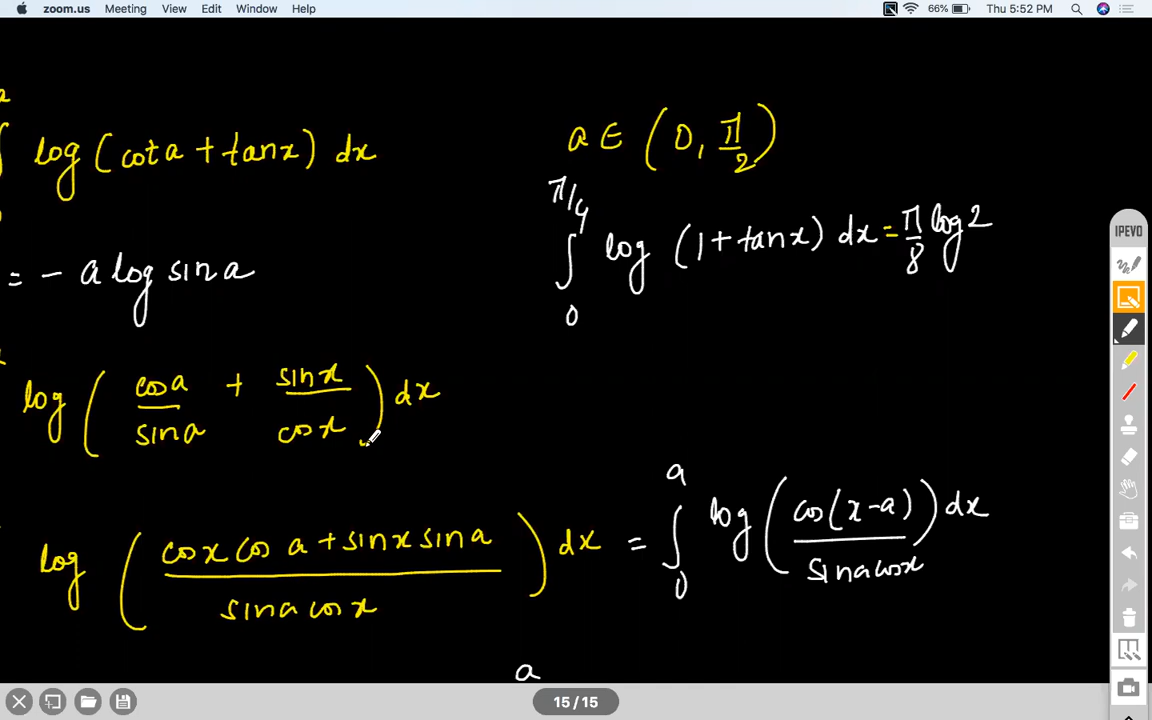 zoom.us Meeting View Edit Window Help 66% Thu 5:52 PM
a
∫ log (cot a + tan x) dx
0
= - a log sin a
a ∈ (0, π/2)
π/4
∫ log (1 + tan x) dx = π/8 log 2
0
log (cos a / sin a + sin x / cos x) dx
log (cos x cos a + sin x sin a / sin a cos x) dx = ∫₀ᵃ log (cos(x-a) / sin a cos x) dx
a
IPEVO
15 / 15